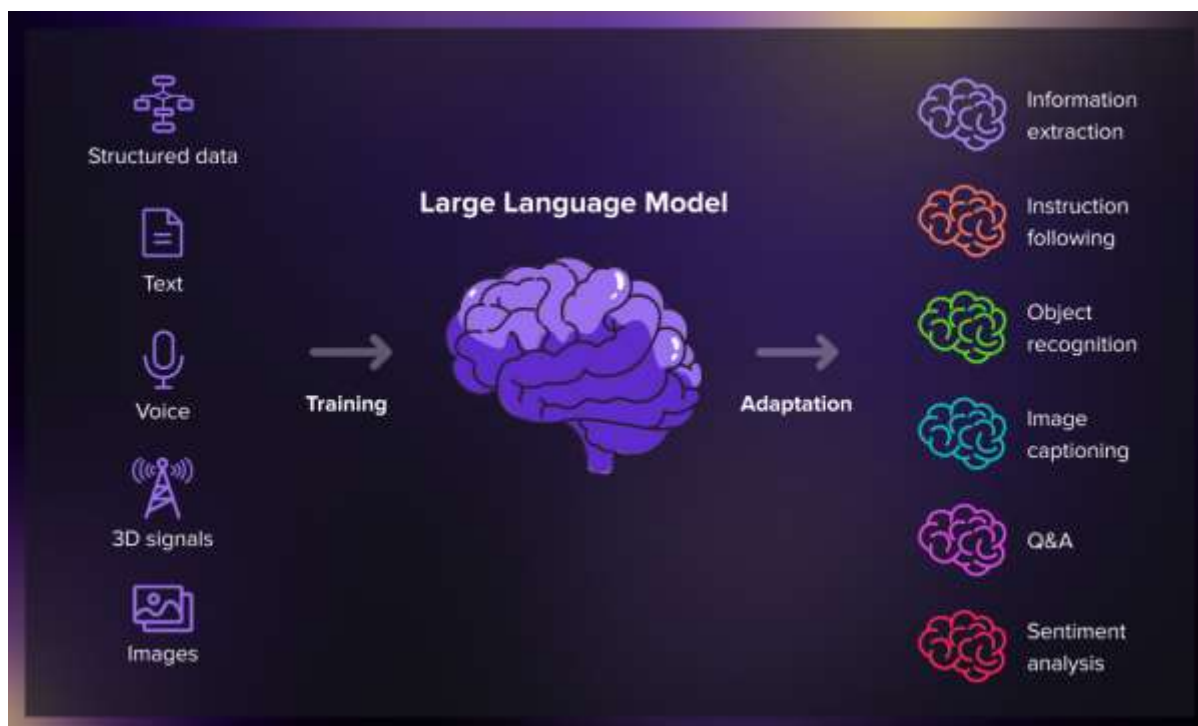 Structured data
Text
Voice
3D signals
Images
Training
Large Language Model
Adaptation
Information
extraction
Instruction
following
Object
recognition
Image
captioning
Q&A
Sentiment
analysis